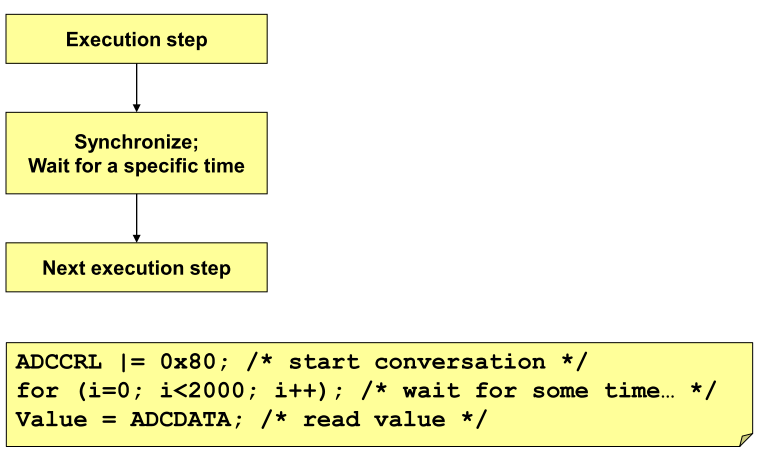 Execution step
Synchronize;
Wait for a specific time
Next execution step
ADCCRL |= 0x80; /* start conversation */
for (i=0; i<2000; i++); /* wait for some time… */
Value = ADCDATA; /* read value */